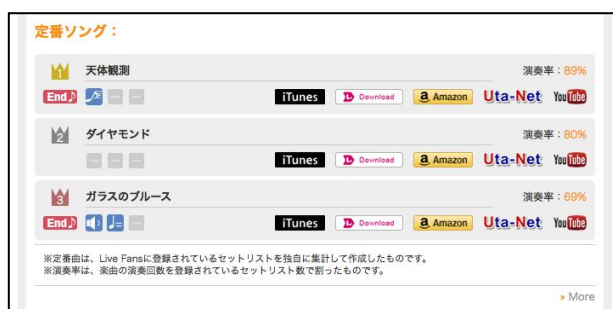 定番ソング：
1 天体観測 演奏率：89%
End♪ iTunes Download a Amazon Uta-Net YouTube
2 ダイヤモンド 演奏率：80%
iTunes Download a Amazon Uta-Net YouTube
3 ガラスのブルース 演奏率：69%
End♪ iTunes Download a Amazon Uta-Net YouTube
※定番曲は、Live Fansに登録されているセットリストを独自に集計して作成したものです。
※演奏率は、楽曲の演奏回数を登録されているセットリスト数で割ったものです。
» More